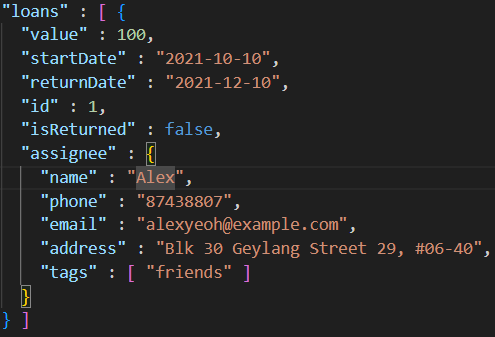 "loans" : [ {
"value" : 100,
"startDate" : "2021-10-10",
"returnDate" : "2021-12-10",
"id" : 1,
"isReturned" : false,
"assignee" : {
"name" : "Alex",
"phone" : "87438807",
"email" : "alexyeoh@example.com",
"address" : "Blk 30 Geylang Street 29, #06-40",
"tags" : [ "friends" ]
}
} ]